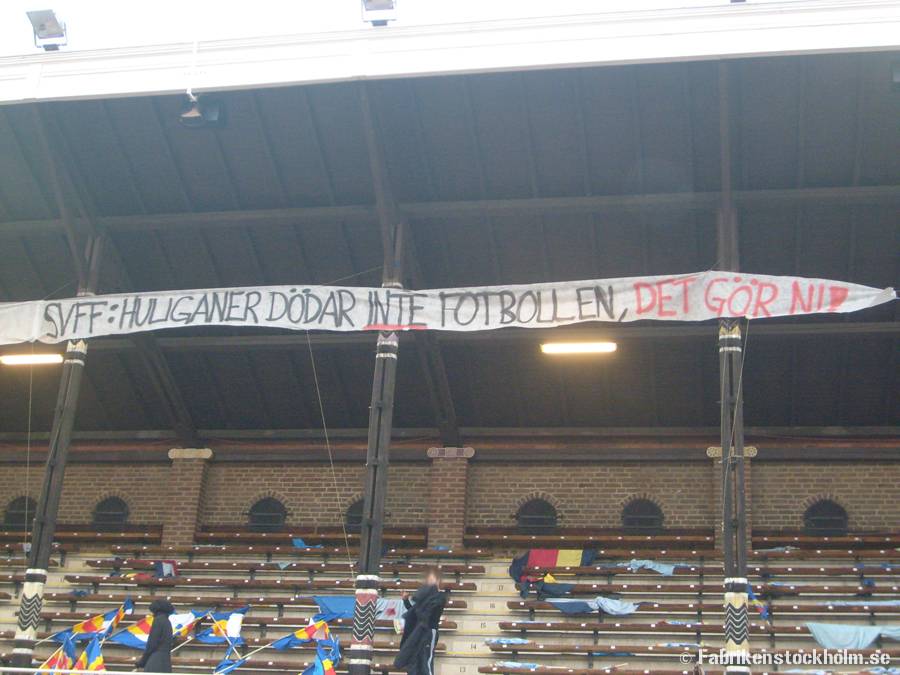 SVFF: HULIGANER DÖDAR INTE FOTBOLLEN, DET GÖR NI!
© Fabrikenstockholm.se